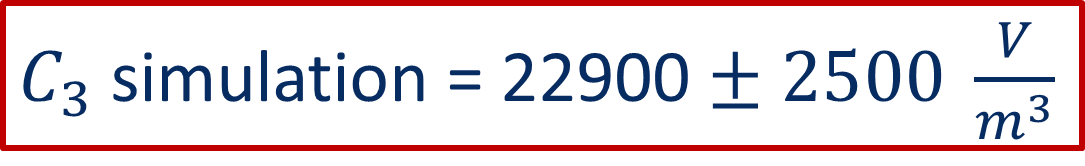 C₃ simulation = 22900 ± 2500 V/m³